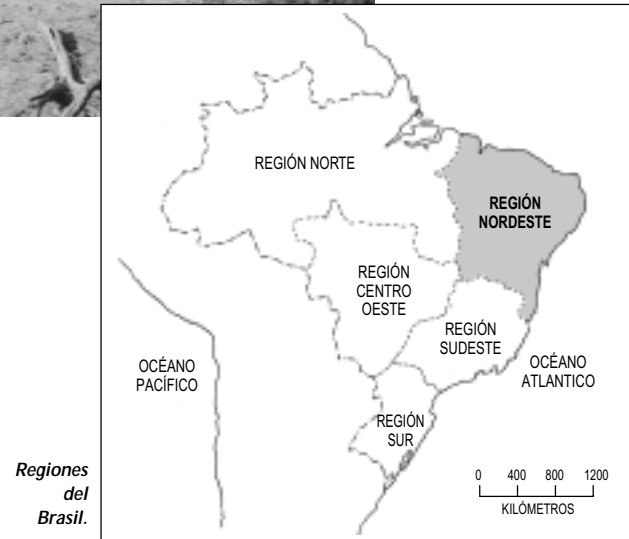 REGIÓN NORTE
REGIÓN
NORDESTE
REGIÓN
CENTRO
OESTE
REGIÓN
SUDESTE
OCÉANO
PACÍFICO
OCÉANO
ATLANTICO
REGIÓN
SUR
0 400 800 1200
KILÓMETROS
Regiones
del
Brasil.